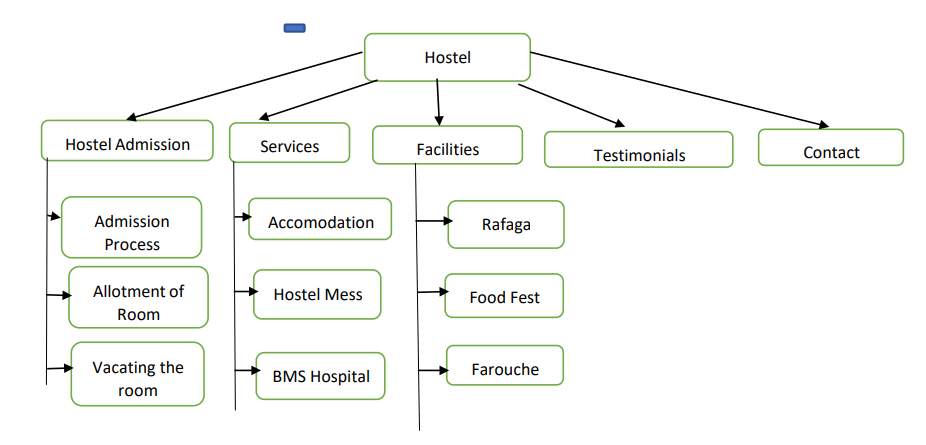 Hostel
Hostel Admission
Services
Facilities
Testimonials
Contact
Admission
Process
Accomodation
Rafaga
Allotment of
Room
Hostel Mess
Food Fest
Vacating the
room
BMS Hospital
Farouche